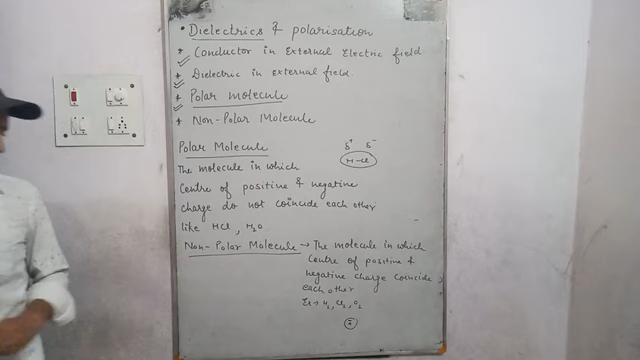 • Dielectrics & polarisation
* Conductor in External Electric field
* Dielectric in external field.
* Polar molecule
* Non-Polar Molecule
Polar Molecule
δ+ δ-
H-Cl
The molecule in which
Centre of positive & negative
charge do not coincide each other
like HCl, H2O
Non-Polar Molecule → The molecule in which
Centre of positive &
negative charge coincide
each other
Ex → H2, Cl2, O2